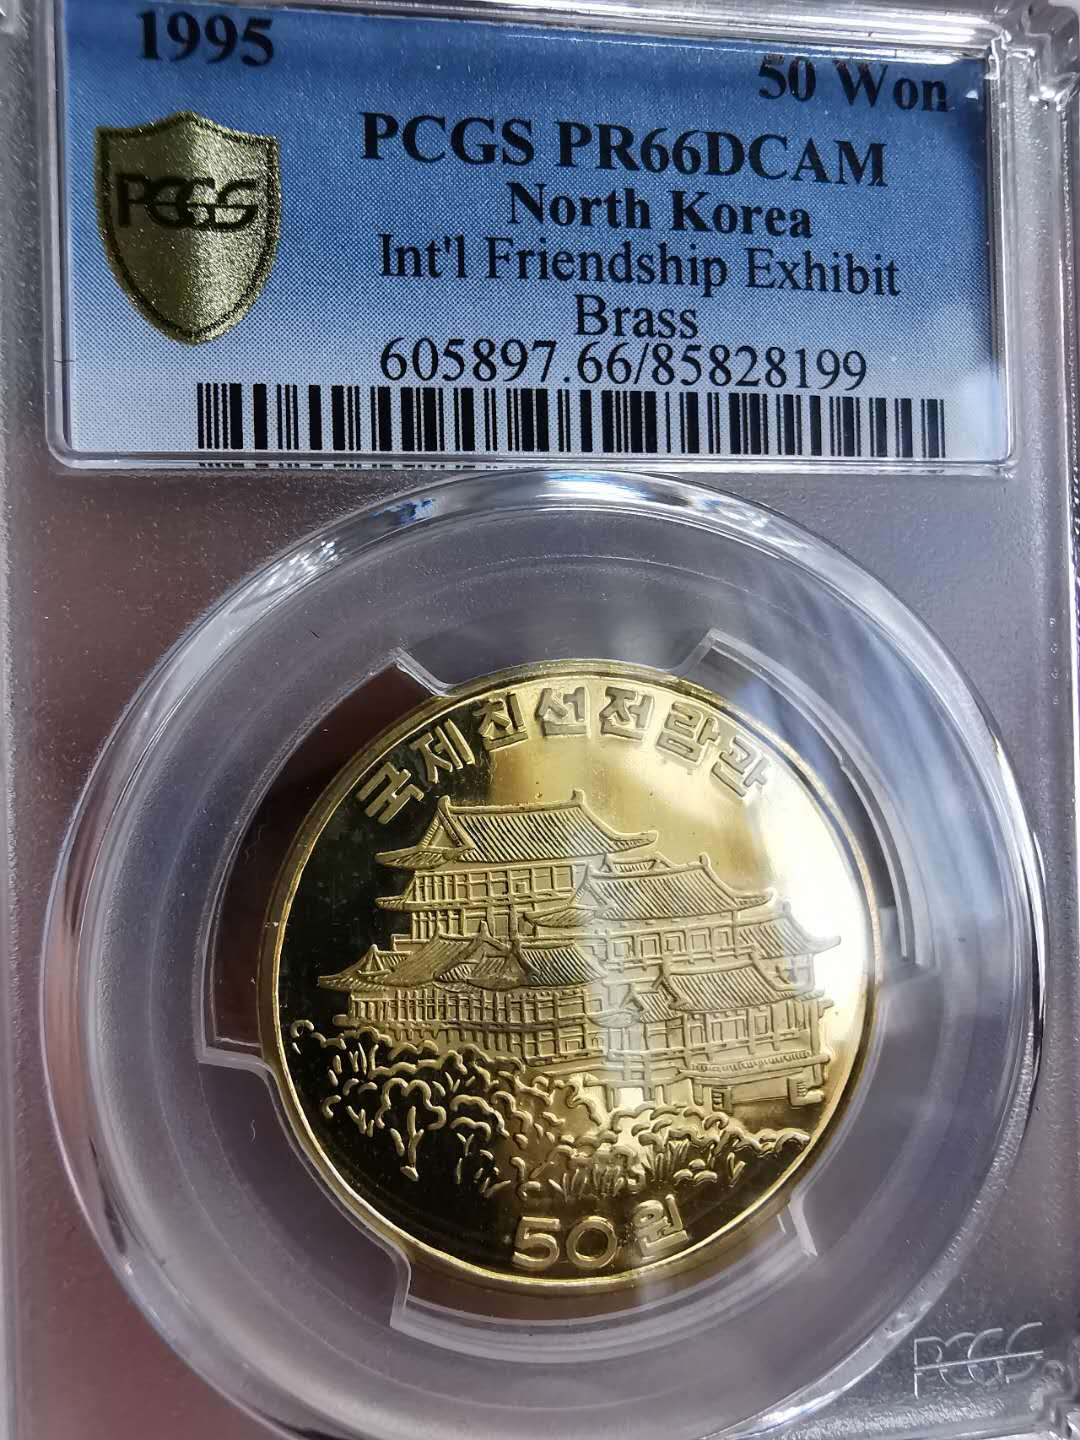 1995
50 Won
PCGS
PCGS PR66DCAM
North Korea
Int'l Friendship Exhibit
Brass
605897.66/85828199
국제친선전람관
50원
PCGS